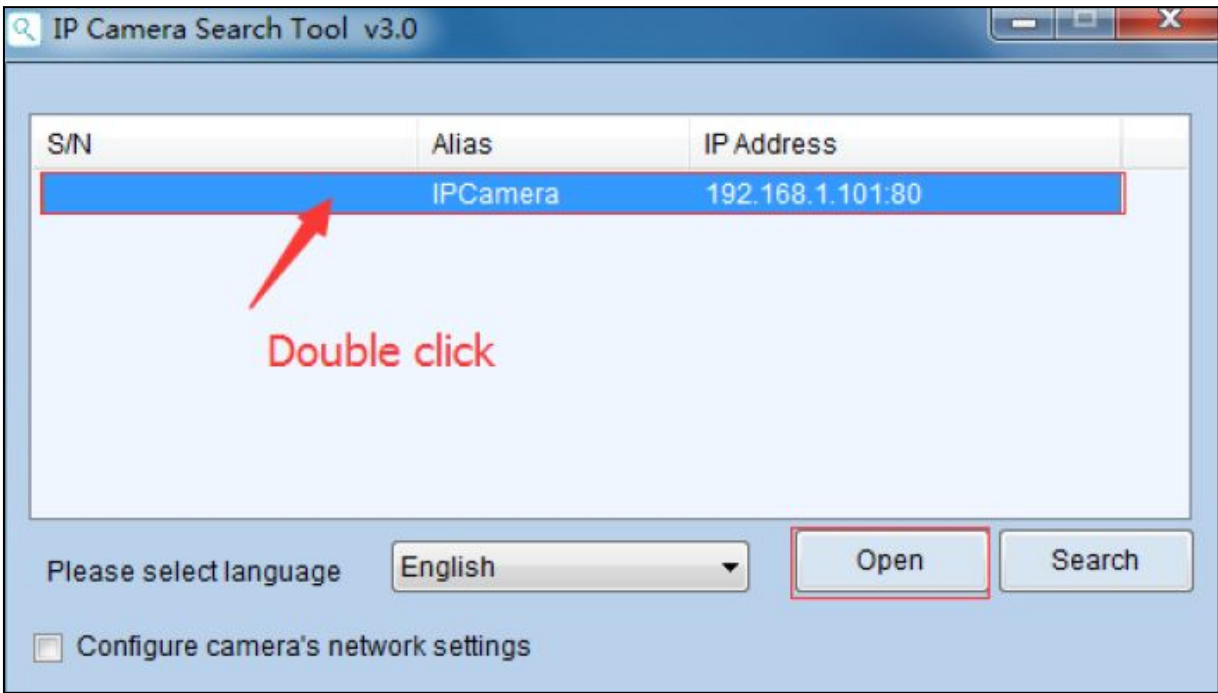 IP Camera Search Tool v3.0
S/N Alias IP Address
IPCamera 192.168.1.101:80
Double click
Please select language English Open Search
Configure camera's network settings